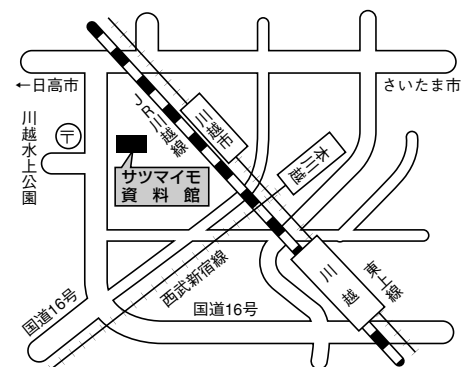 ←日高市
さいたま市
JR川越線
川越市
川越水上公園
〒
本川越
サツマイモ
資料館
西武新宿線
川越
東上線
国道16号
国道16号